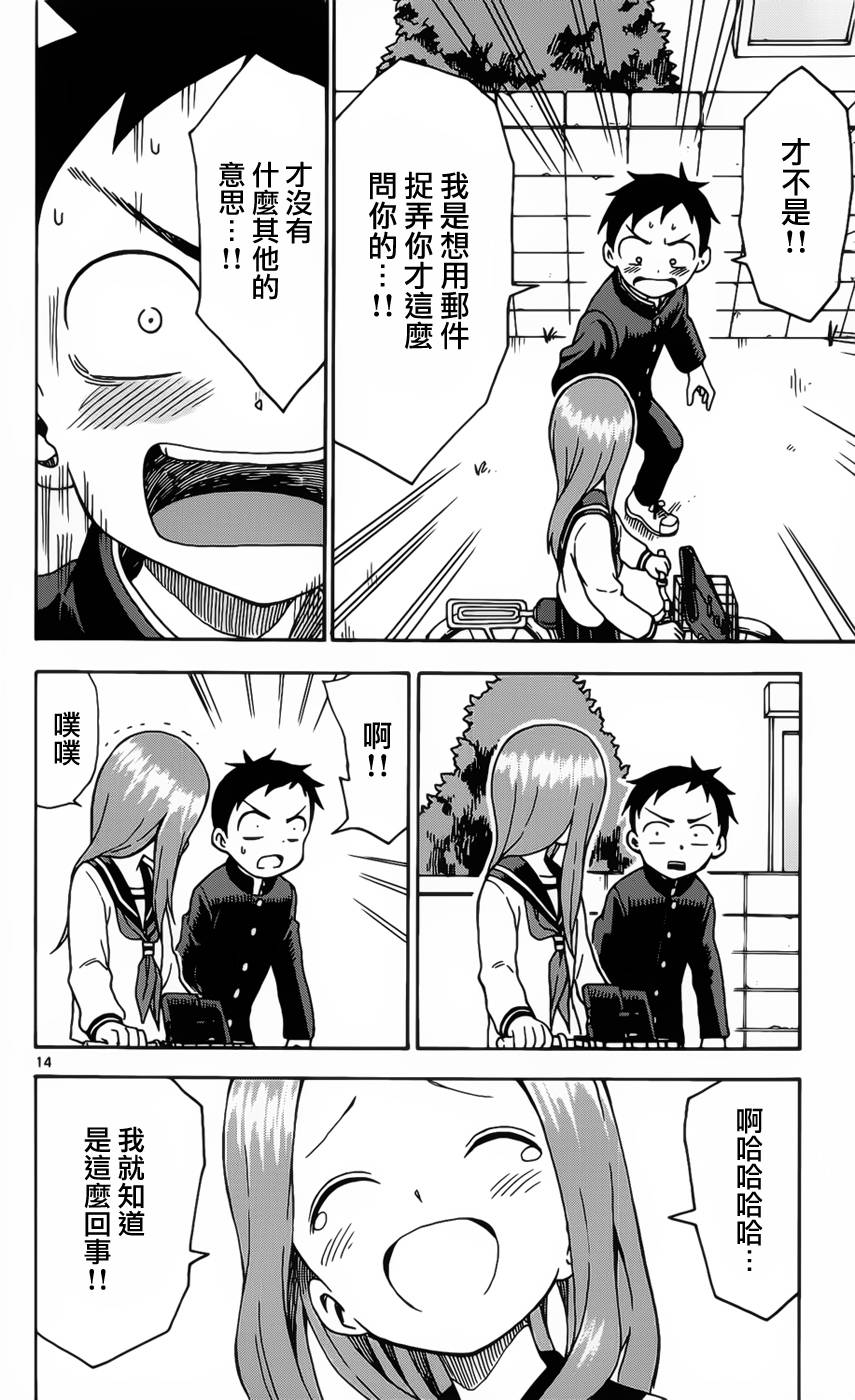 才不是!!
我是想用郵件
捉弄你才這麼
問你的…!!
才沒有
什麼其他的
意思…!!
啊!!
噗噗
14
啊哈哈哈哈…
我就知道
是這麼回事!!